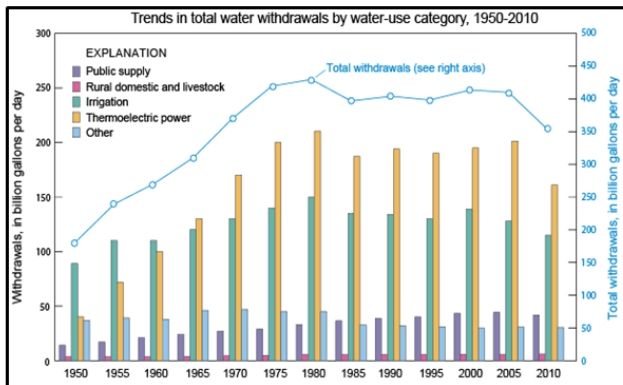 Trends in total water withdrawals by water-use category, 1950-2010
300
250
200
150
100
50
0
Withdrawals, in billion gallons per day
EXPLANATION
Public supply
Rural domestic and livestock
Irrigation
Thermoelectric power
Other
Total withdrawals (see right axis)
500
450
400
350
300
250
200
150
100
50
0
Total withdrawals, in billion gallons per day
1950 1955 1960 1965 1970 1975 1980 1985 1990 1995 2000 2005 2010